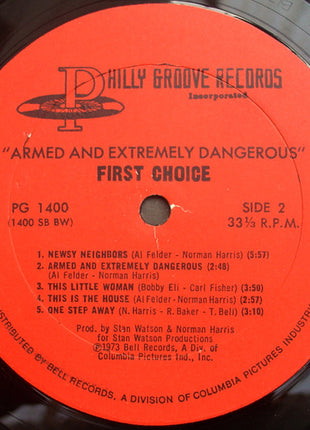 PHILLY GROOVE RECORDS
Incorporated
"ARMED AND EXTREMELY DANGEROUS"
FIRST CHOICE
PG 1400
(1400 SB BW)
SIDE 2
33⅓ R.P.M.
1. NEWSY NEIGHBORS (Al Felder - Norman Harris) (5:57)
2. ARMED AND EXTREMELY DANGEROUS (2:48)
(Al Felder - Norman Harris)
3. THIS LITTLE WOMAN (Bobby Eli - Carl Fisher) (3:50)
4. THIS IS THE HOUSE (Al Felder - Norman Harris) (2:57)
5. ONE STEP AWAY (N. Harris - R. Baker - T. Bell) (3:10)
Prod. by Stan Watson & Norman Harris
for Stan Watson Productions
©1973 Bell Records, A Div. of
Columbia Pictures Ind., Inc.
DISTRIBUTED BY BELL RECORDS, A DIVISION OF COLUMBIA PICTURES